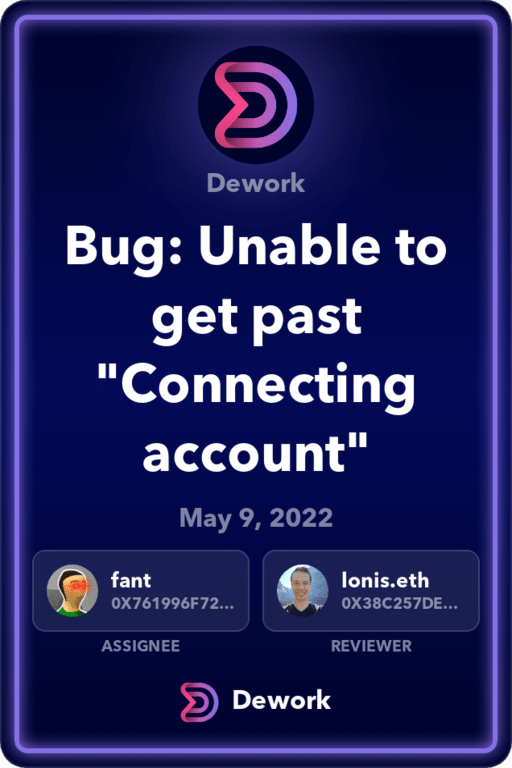 Dework
Bug: Unable to
get past
"Connecting
account"
May 9, 2022
fant
0X761996F72...
lonis.eth
0X38C257DE...
ASSIGNEE
REVIEWER
Dework